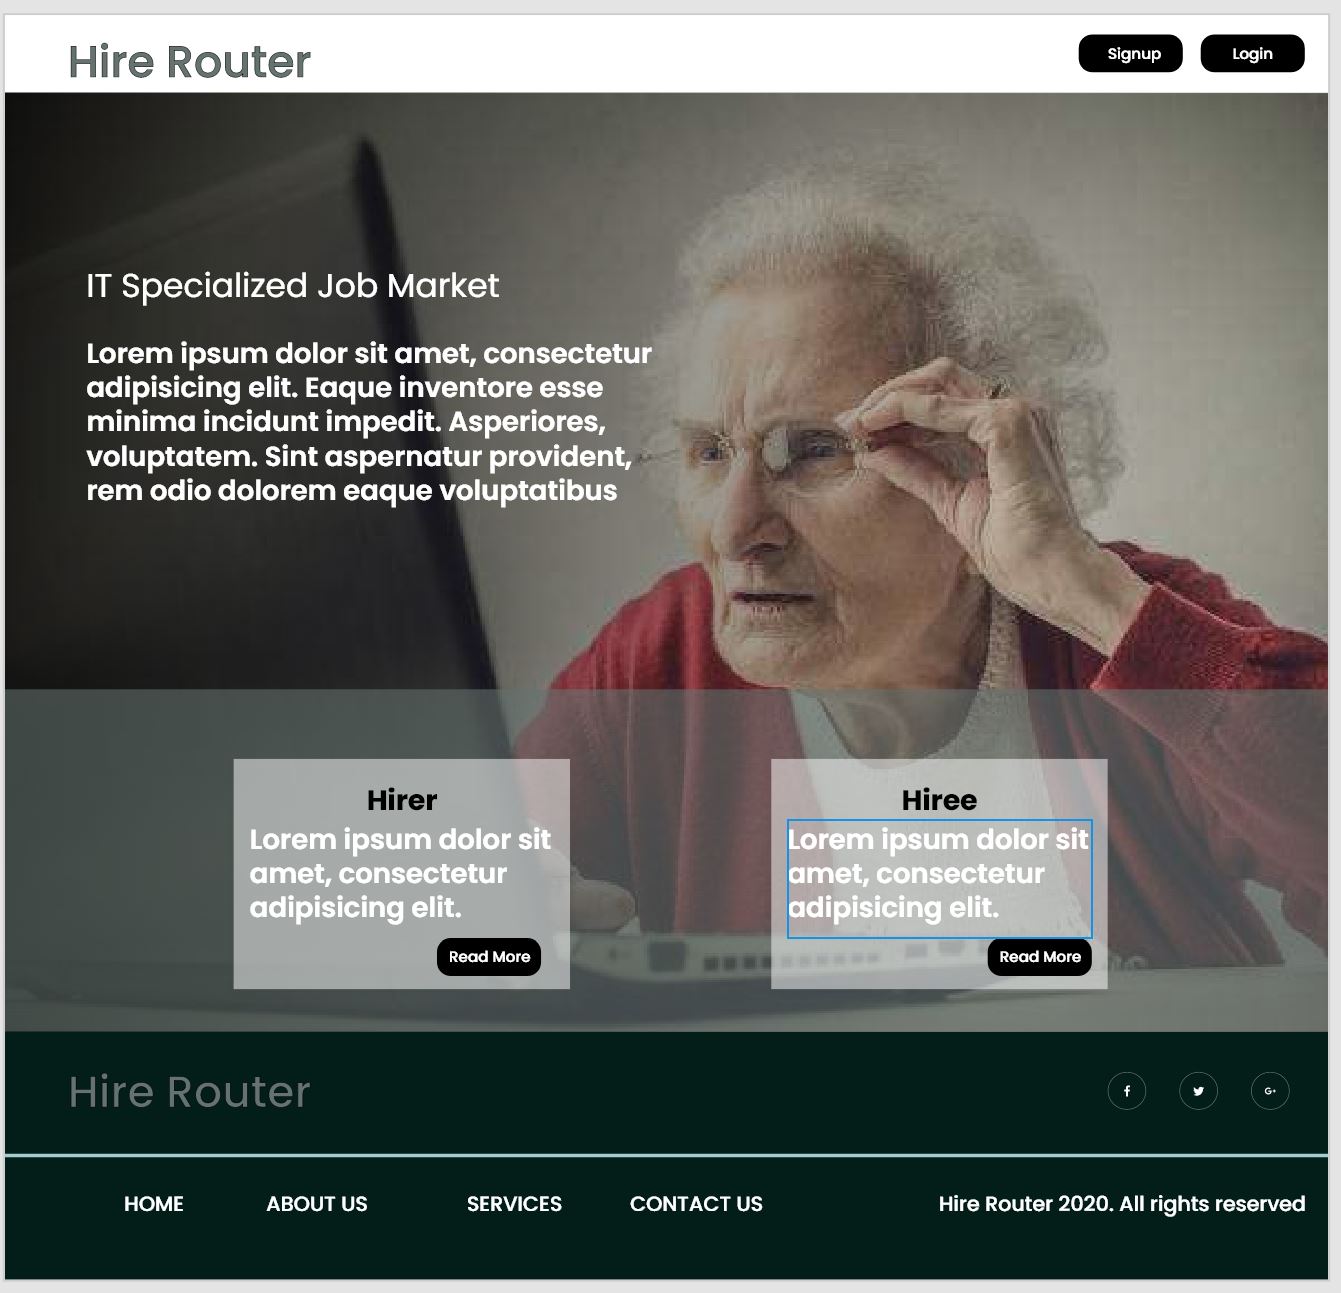 Hire Router
Signup
Login
IT Specialized Job Market
Lorem ipsum dolor sit amet, consectetur
adipisicing elit. Eaque inventore esse
minima incidunt impedit. Asperiores,
voluptatem. Sint aspernatur provident,
rem odio dolorem eaque voluptatibus
Hirer
Lorem ipsum dolor sit
amet, consectetur
adipisicing elit.
Read More
Hiree
Lorem ipsum dolor sit
amet, consectetur
adipisicing elit.
Read More
Hire Router
f
G+
HOME
ABOUT US
SERVICES
CONTACT US
Hire Router 2020. All rights reserved